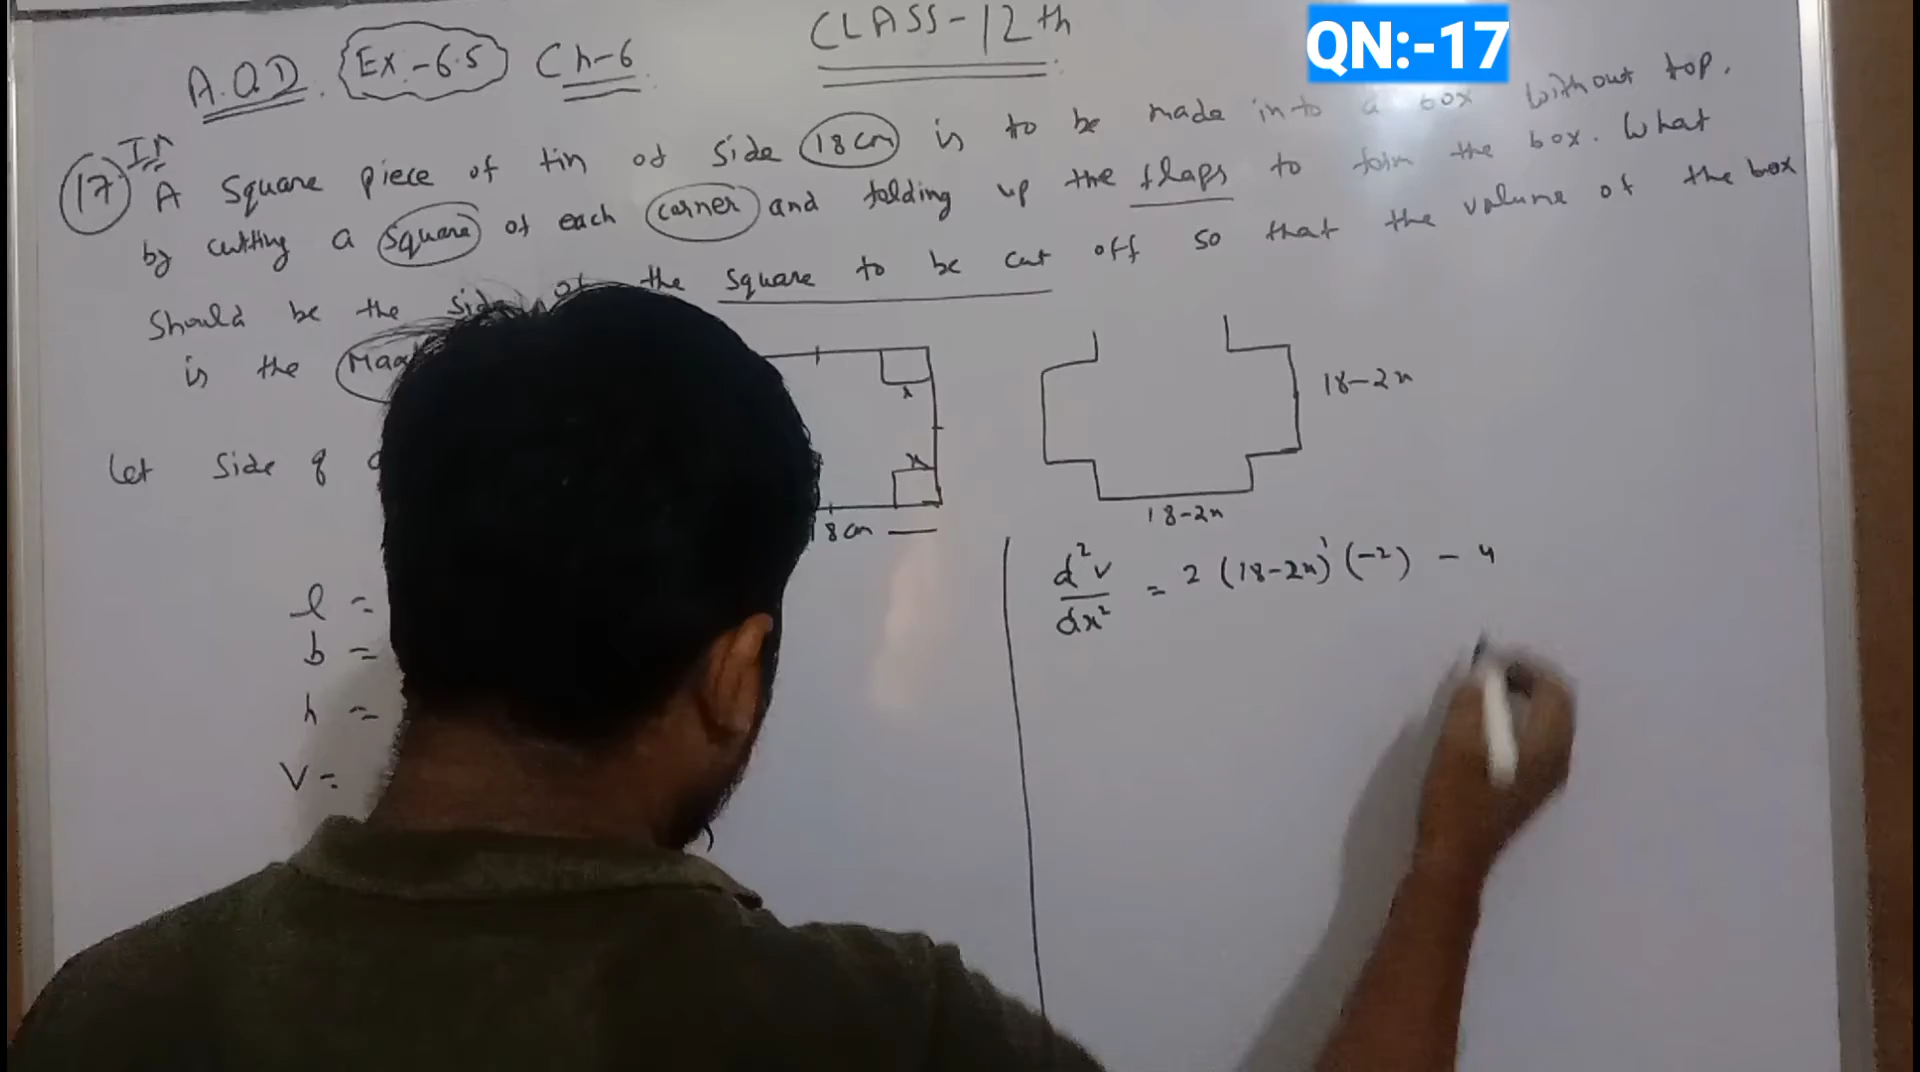 A.O.D. Ex-6.5 Ch-6 CLASS-12th
QN:-17
17 A square piece of tin of side 18cm is to be made into a box without top.
by cutting a square of each corner and folding up the flaps to form the box. What
should be the side of the square to be cut off so that the volume of the box
is the
x
18-2x
Let side of
x
18cm
18-2x
l =
b =
h =
V =
d²v/dx² = 2(18-2x)¹(-2) - 4